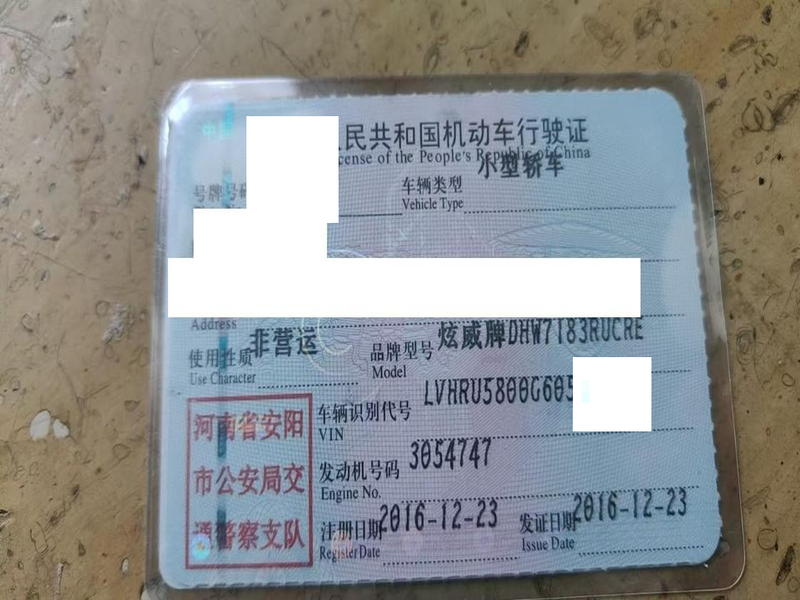 民共和国机动车行驶证
cense of the People's Republic of China
号牌号码
车辆类型 小型轿车
Vehicle Type
Address
使用性质 非营运 品牌型号 炫威牌DHW7183RUCRE
Use Character Model
车辆识别代号 LVHRU5800G605
VIN
发动机号码 3054747
Engine No.
注册日期 2016-12-23 发证日期 2016-12-23
Register Date Issue Date
河南省安阳
市公安局交
通警察支队